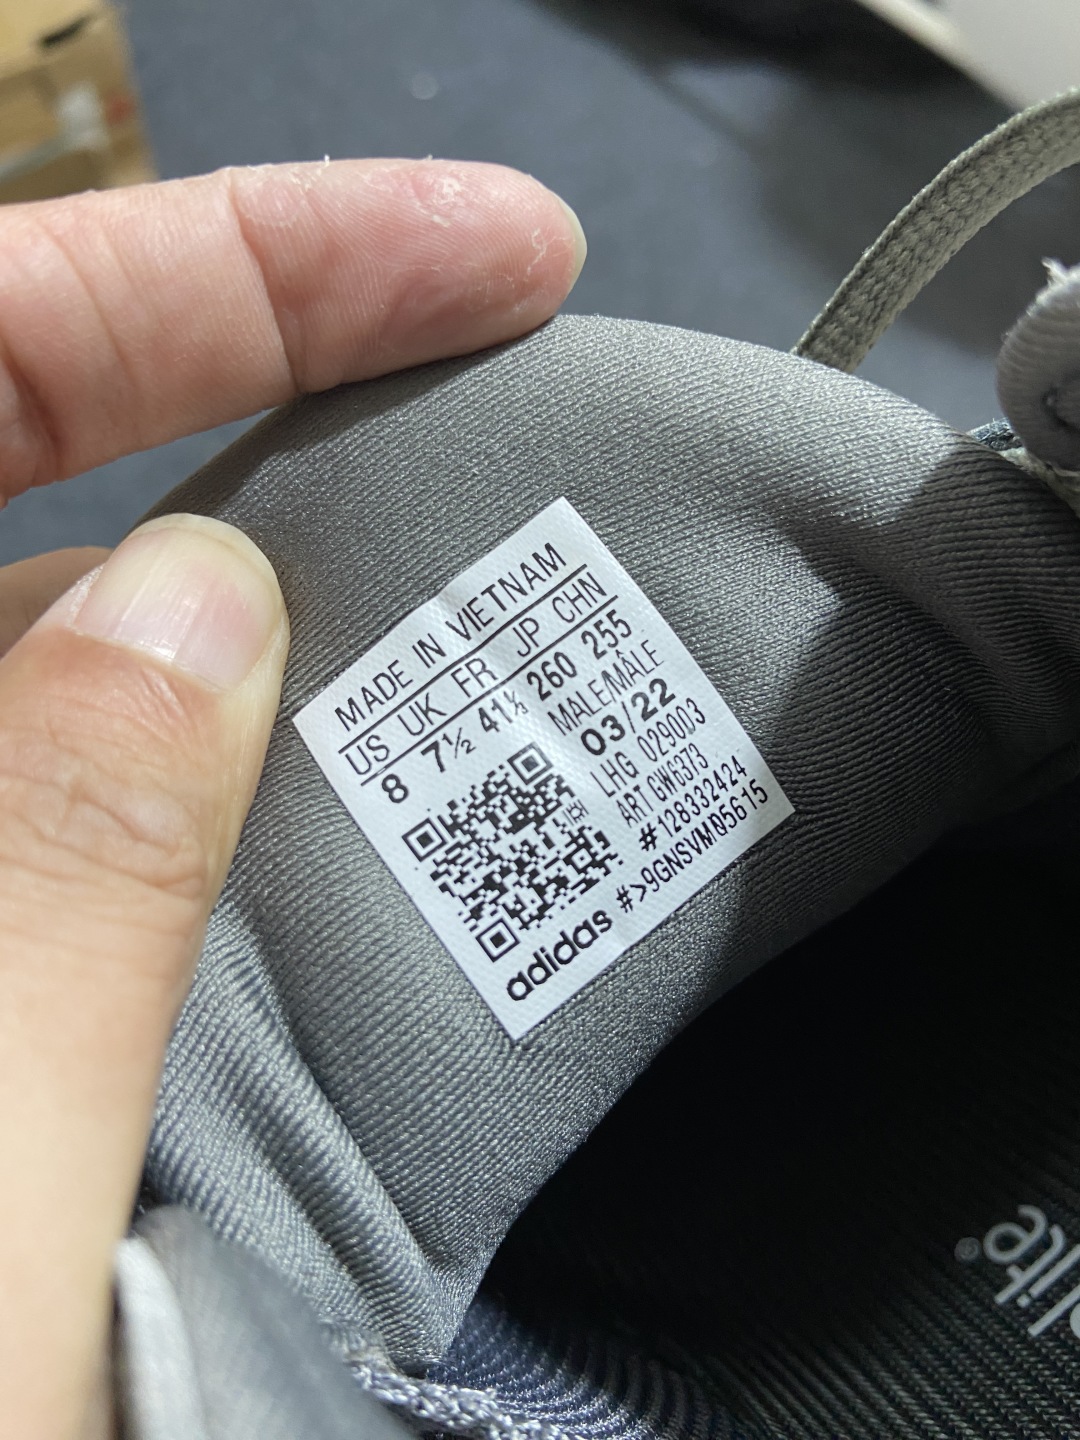 MADE IN VIETNAM
US UK FR JP CHN
8 7½ 41⅓ 260 255
MALE/MÂLE
03/22
LHG 029003
ART GW6373
#128332424
#>9GNSVMQ5615
adidas
plite®